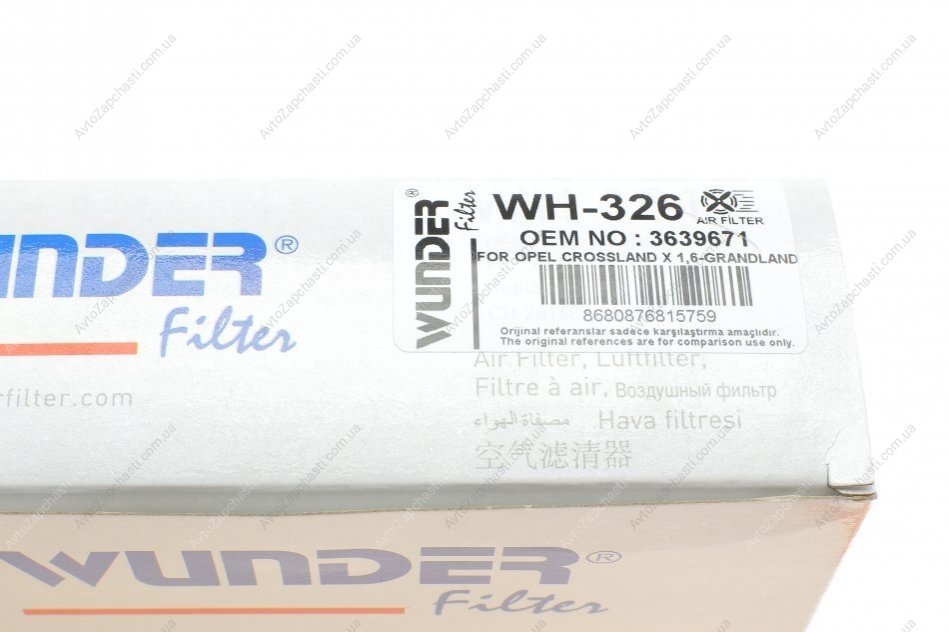 WUNDER®
Filter
rfilter.com
WUNDER®
Filter
WH-326
AIR FILTER
OEM NO : 3639671
FOR OPEL CROSSLAND X 1,6-GRANDLAND
8680876815759
Orijinal referanslar sadece karşılaştırma amaçlıdır.
The original references are for comparison use only.
Air Filter, Luftfilter,
Filtre à air, Воздушный фильтр
مصفاة الهواء Hava filtresi
空气滤清器
WUNDER®
Filter
AvtoZapchasti.com.ua